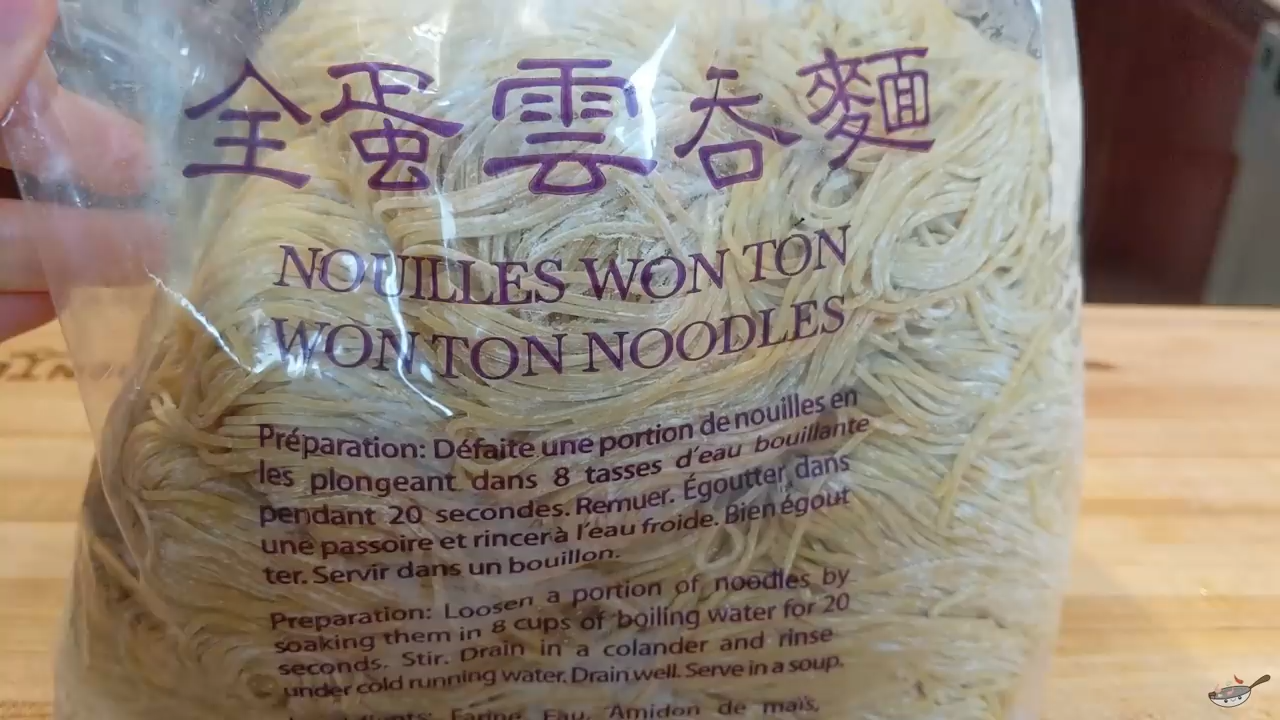 全蛋雲吞麵
NOUILLES WON TON
WON TON NOODLES
Préparation: Défaite une portion de nouilles en
les plongeant dans 8 tasses d'eau bouillante
pendant 20 secondes. Remuer. Égoutter dans
une passoire et rincer à l'eau froide. Bien égout
ter. Servir dans un bouillon.
Preparation: Loosen a portion of noodles by
soaking them in 8 cups of boiling water for 20
seconds. Stir. Drain in a colander and rinse
under cold running water. Drain well. Serve in a soup.
Farine, Eau, Amidon de maïs,